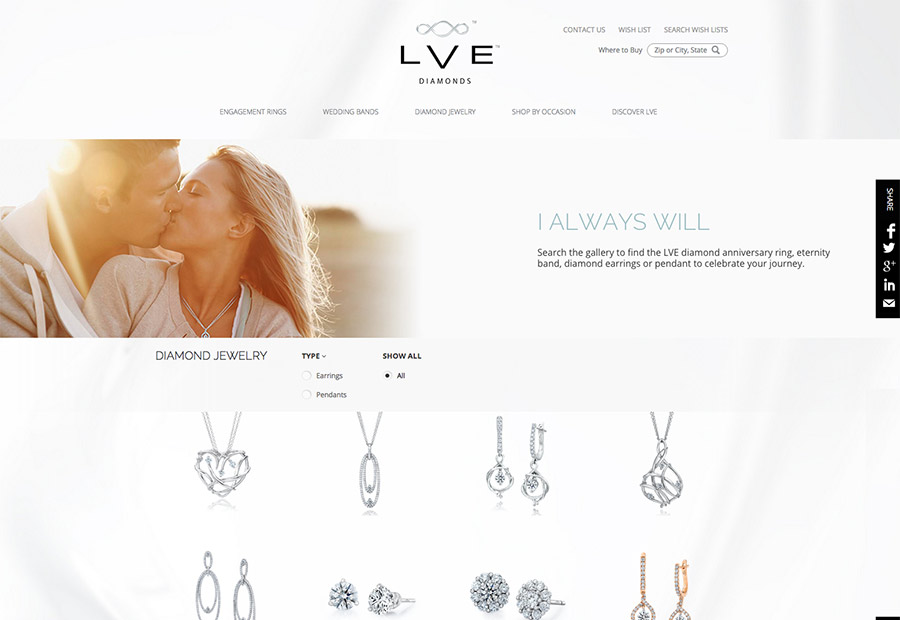 CONTACT US WISH LIST SEARCH WISH LISTS
Where to Buy Zip or City, State
LVE™
DIAMONDS
ENGAGEMENT RINGS WEDDING BANDS DIAMOND JEWELRY SHOP BY OCCASION DISCOVER LVE
I ALWAYS WILL
Search the gallery to find the LVE diamond anniversary ring, eternity
band, diamond earrings or pendant to celebrate your journey.
SHARE
DIAMOND JEWELRY TYPE SHOW ALL
Earrings All
Pendants